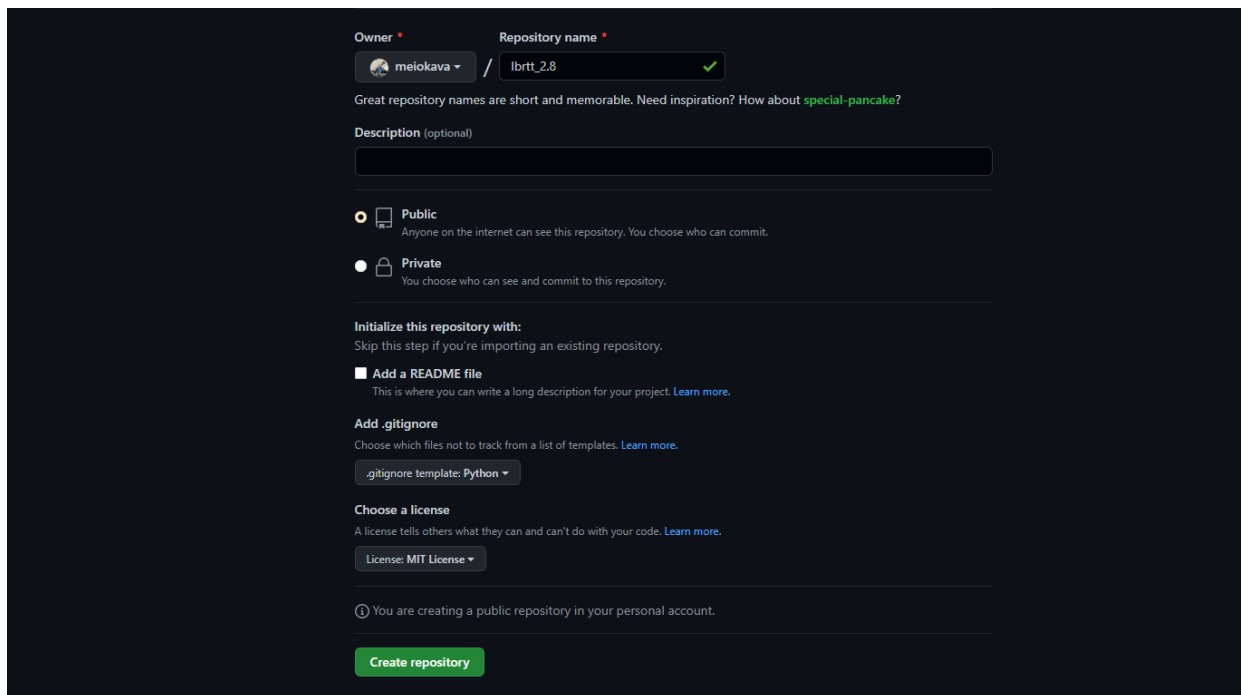 Owner * Repository name *
meiokava / lbrtt_2.8
Great repository names are short and memorable. Need inspiration? How about special-pancake?
Description (optional)
Public
Anyone on the internet can see this repository. You choose who can commit.
Private
You choose who can see and commit to this repository.
Initialize this repository with:
Skip this step if you're importing an existing repository.
Add a README file
This is where you can write a long description for your project. Learn more.
Add .gitignore
Choose which files not to track from a list of templates. Learn more.
.gitignore template: Python
Choose a license
A license tells others what they can and can't do with your code. Learn more.
License: MIT License
You are creating a public repository in your personal account.
Create repository